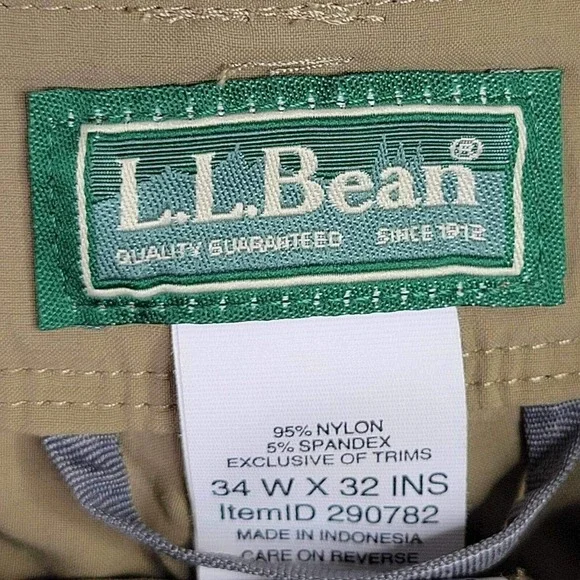 L.L.Bean®
QUALITY GUARANTEED SINCE 1912
95% NYLON
5% SPANDEX
EXCLUSIVE OF TRIMS
34 W X 32 INS
ItemID 290782
MADE IN INDONESIA
CARE ON REVERSE